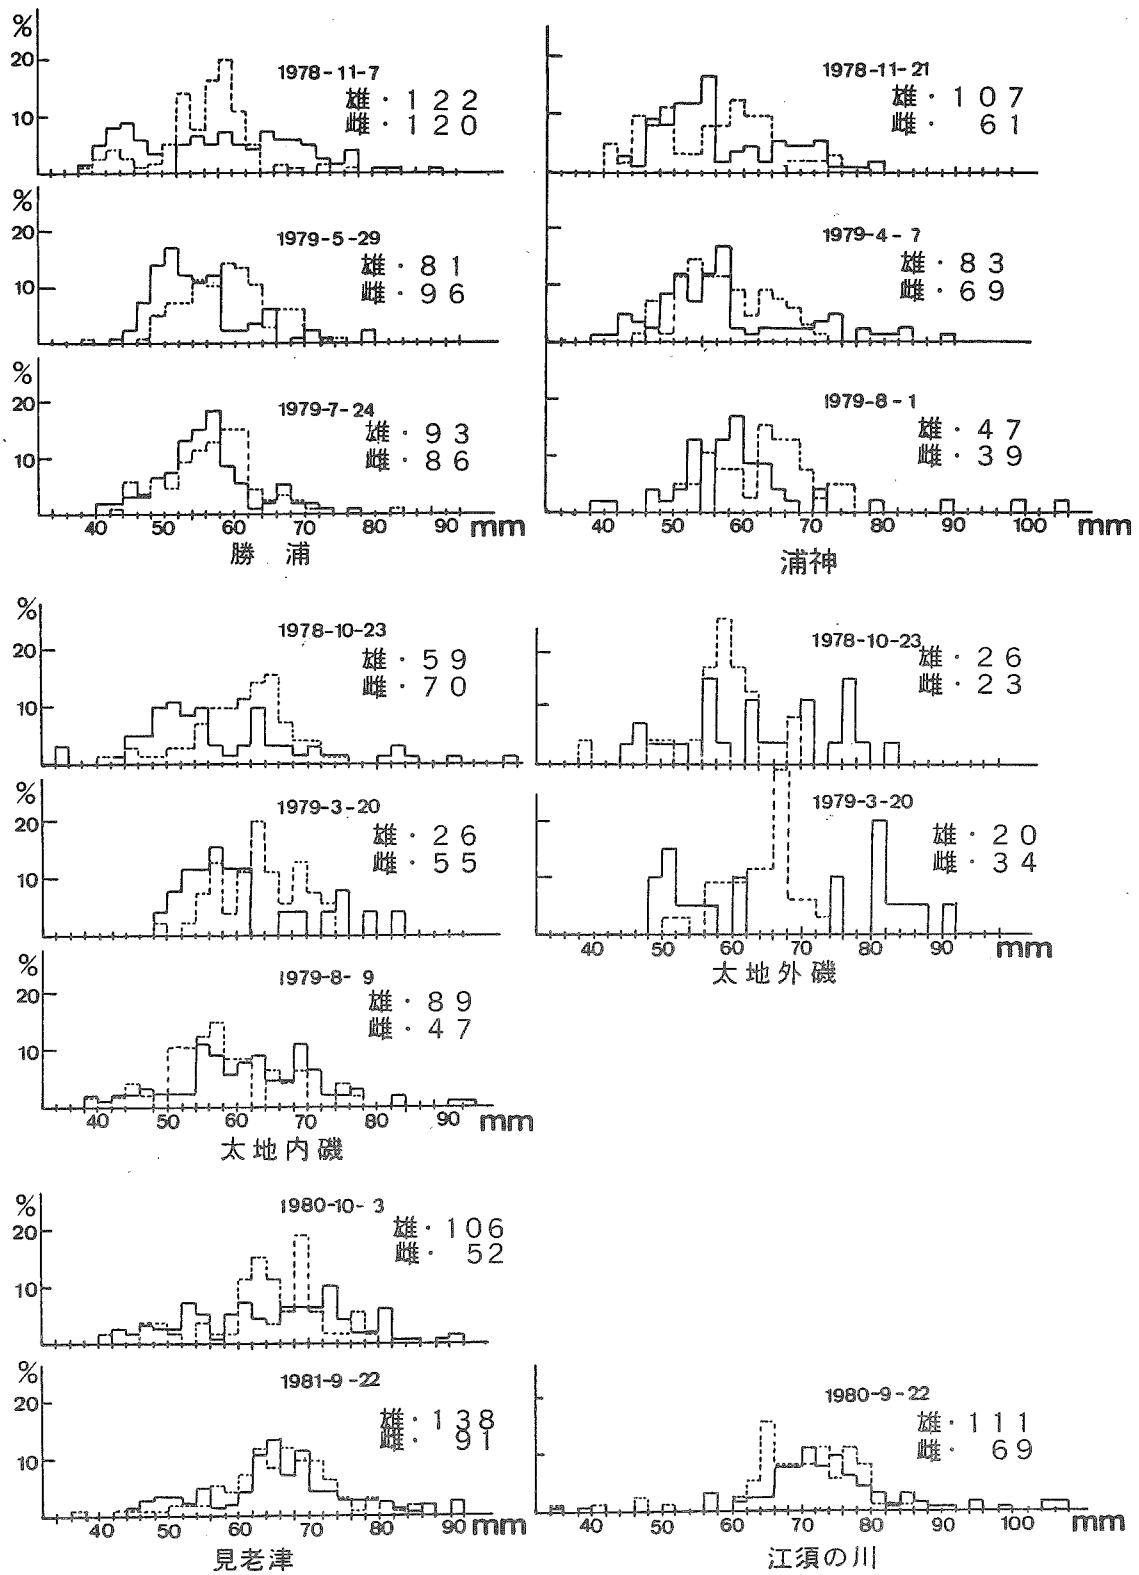 %
20
10
1978-11-7
雄・122
雌・120
1978-11-21
雄・107
雌・61
%
20
10
1979-5-29
雄・81
雌・96
1979-4-7
雄・83
雌・69
%
20
10
1979-7-24
雄・93
雌・86
40 50 60 70 80 90 mm
勝浦
1979-8-1
雄・47
雌・39
40 50 60 70 80 90 100 mm
浦神
%
20
10
1978-10-23
雄・59
雌・70
1978-10-23
雄・26
雌・23
%
20
10
1979-3-20
雄・26
雌・55
1979-3-20
雄・20
雌・34
40 50 60 70 80 90 mm
太地外磯
%
20
10
1979-8-9
雄・89
雌・47
40 50 60 70 80 90 mm
太地内磯
%
20
10
1980-10-3
雄・106
雌・52
%
20
10
1981-9-22
雄・138
雌・91
40 50 60 70 80 90 mm
見老津
1980-9-22
雄・111
雌・69
40 50 60 70 80 90 100 mm
江須の川